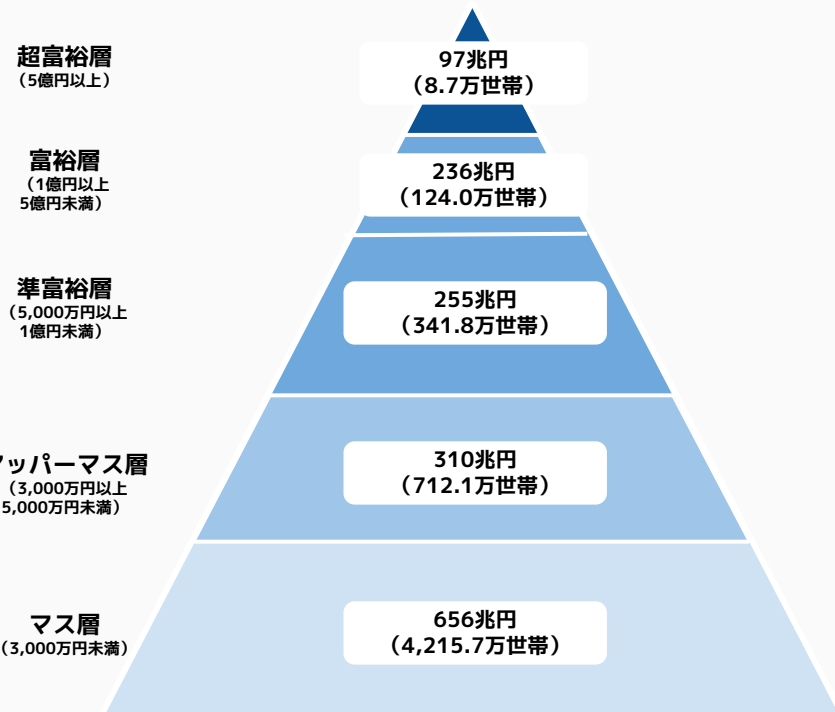 超富裕層
（5億円以上）
97兆円
（8.7万世帯）
富裕層
（1億円以上
5億円未満）
236兆円
（124.0万世帯）
準富裕層
（5,000万円以上
1億円未満）
255兆円
（341.8万世帯）
ッパーマス層
（3,000万円以上
5,000万円未満）
310兆円
（712.1万世帯）
マス層
（3,000万円未満）
656兆円
（4,215.7万世帯）